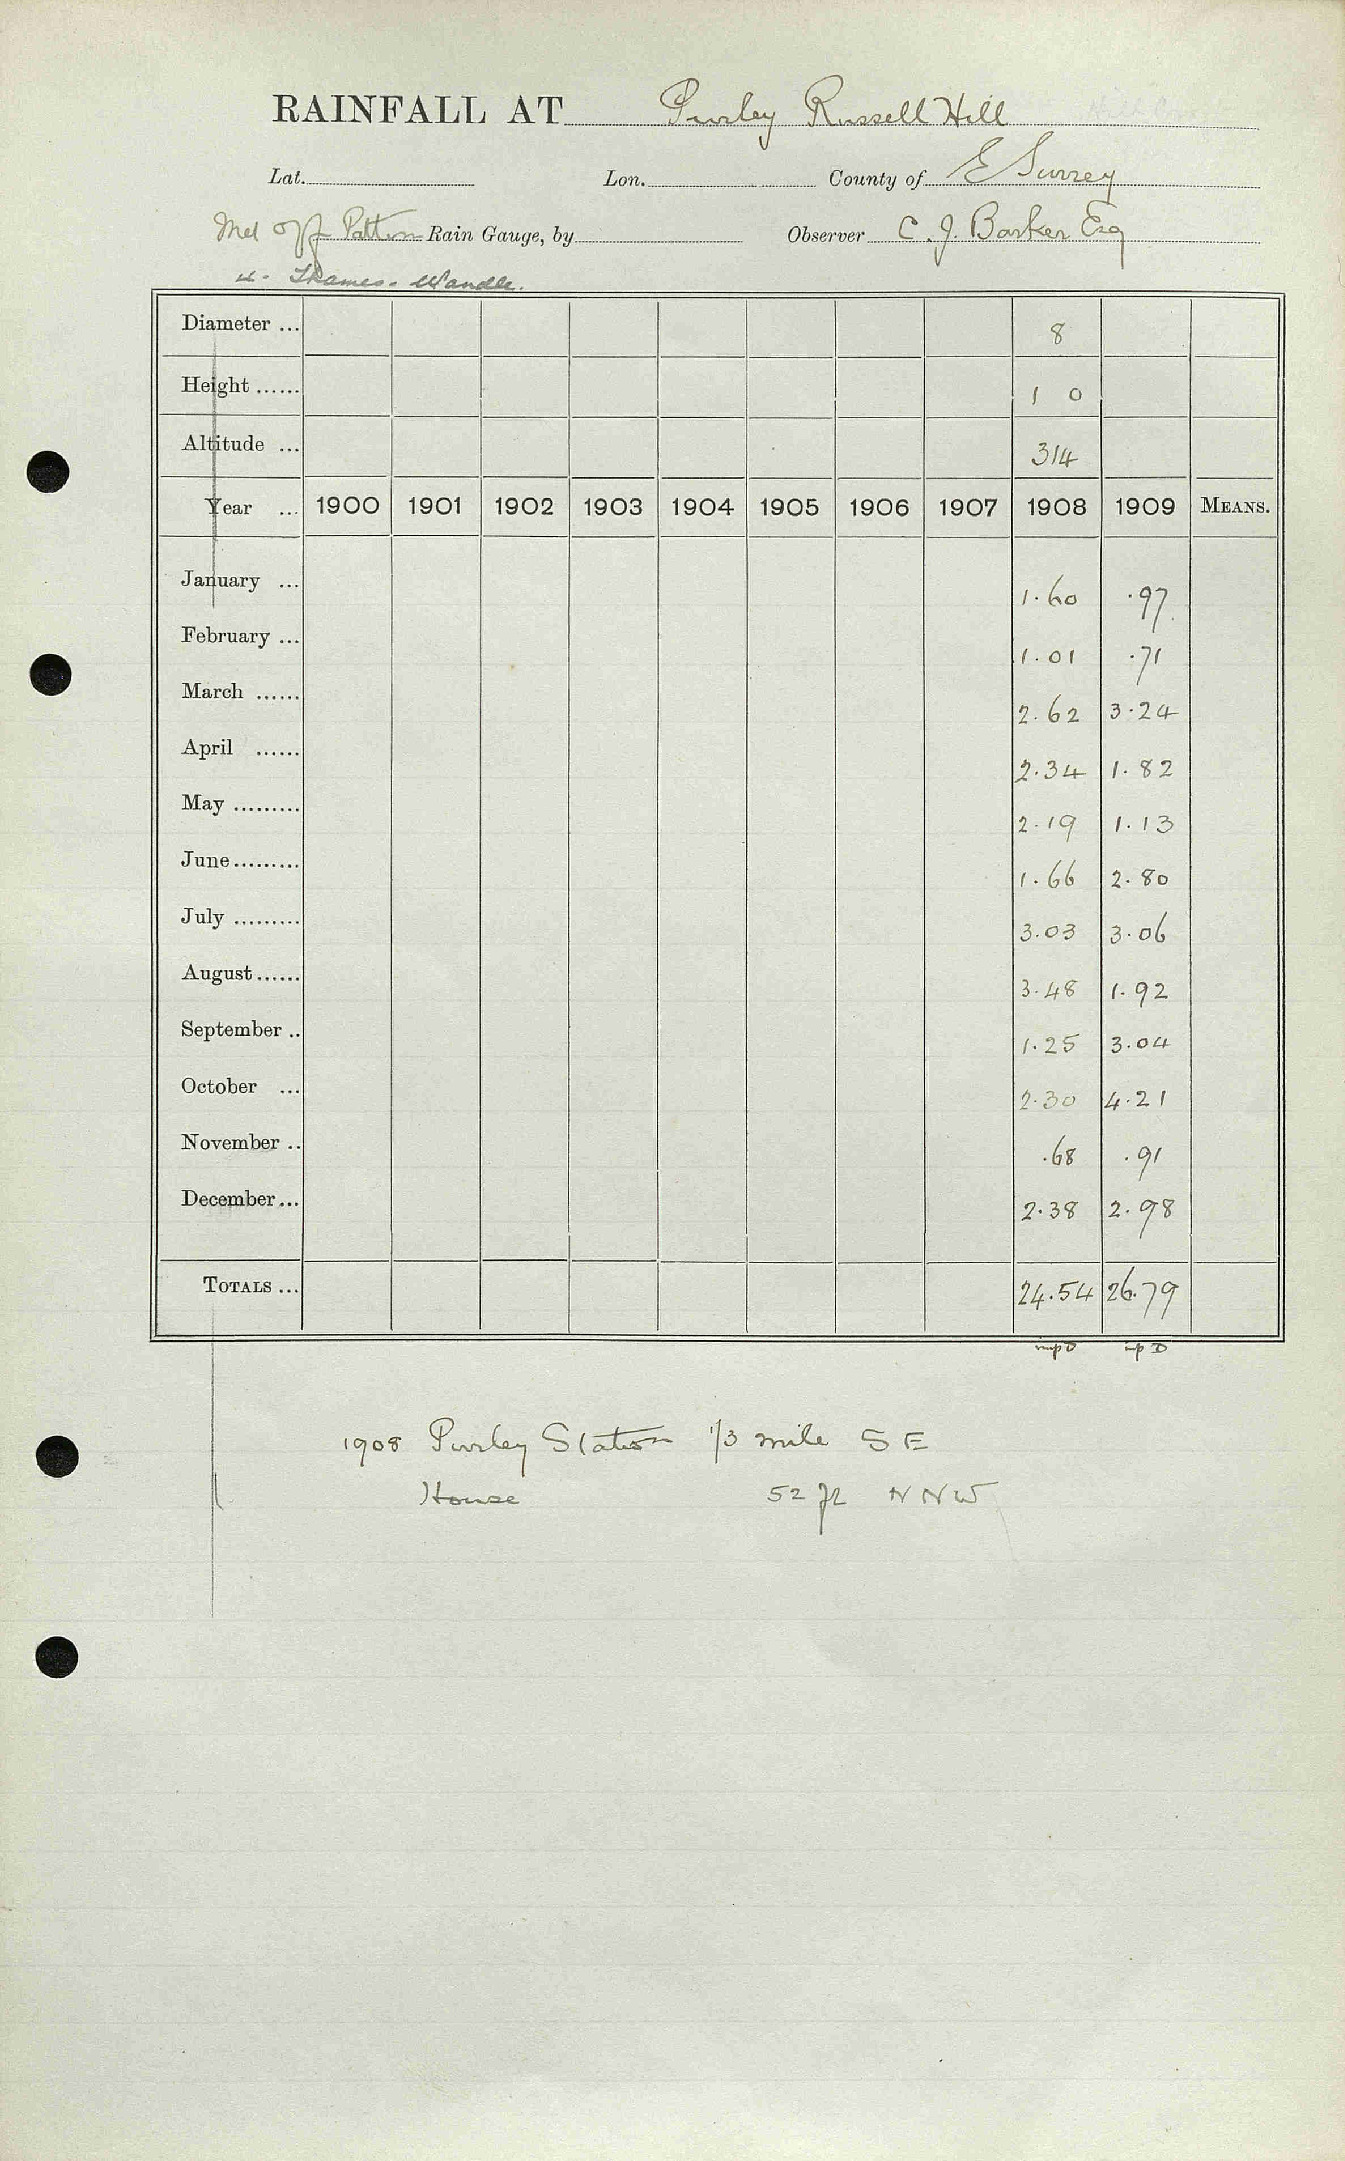 RAINFALL AT Purley Russell Hill
Lat. Lon. County of E Surrey
Met Off Pattern Rain Gauge, by Observer C. J. Barker Esq
Thames. Wandle.
Diameter ... 8
Height ...... 1 0
Altitude ... 314
Year ... 1900 1901 1902 1903 1904 1905 1906 1907 1908 1909 MEANS.
January ... 1.60 .97
February ... 1.01 .71
March ...... 2.62 3.24
April ...... 2.34 1.82
May ......... 2.19 1.13
June ......... 1.66 2.80
July ......... 3.03 3.06
August ...... 3.48 1.92
September .. 1.25 3.04
October ... 2.30 4.21
November .. .68 .91
December ... 2.38 2.98
TOTALS ... 24.54 26.79
1908 Purley Station 1/3 mile S E
House 52 ft N N W